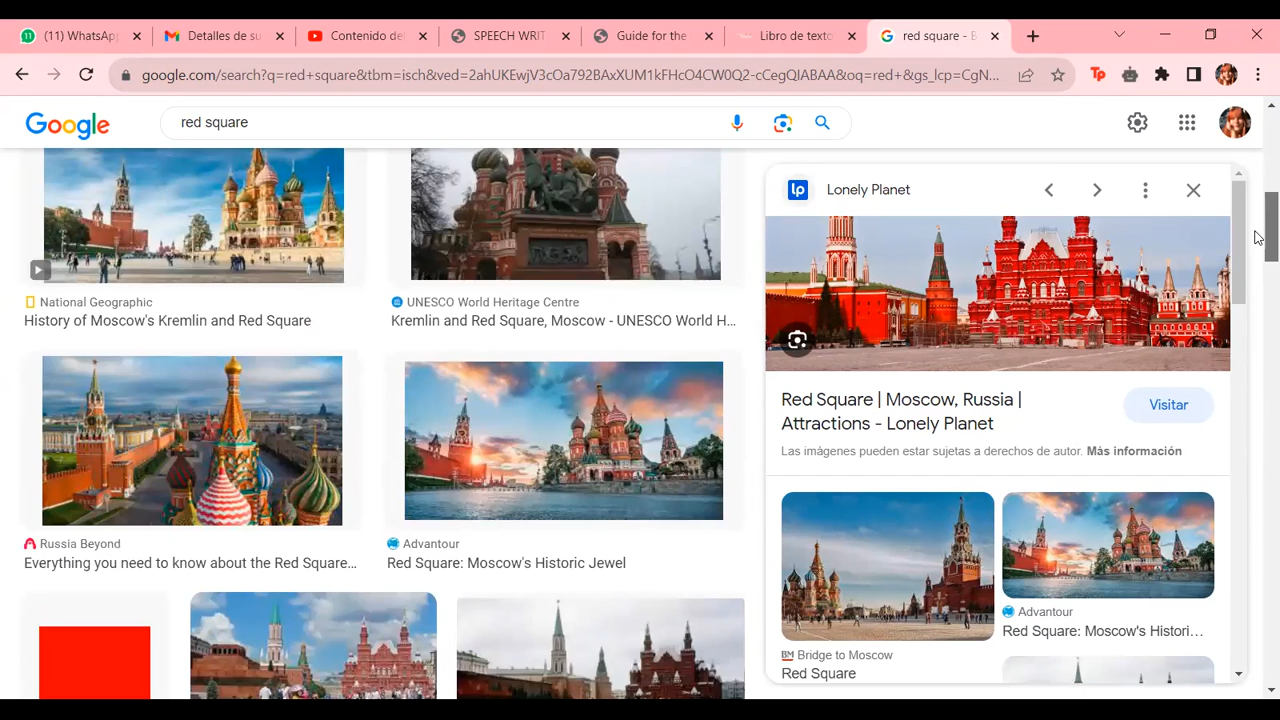 (11) WhatsAp
Detalles de su
Contenido del
SPEECH WRIT
Guide for the
Libro de texto
red square - B
google.com/search?q=red+square&tbm=isch&ved=2ahUKEwjV3cOa792BAxXUM1kFHcO4CW0Q2-cCegQIABAA&oq=red+&gs_lcp=CgN...
Tp
Google
red square
lp
Lonely Planet
National Geographic
History of Moscow's Kremlin and Red Square
UNESCO World Heritage Centre
Kremlin and Red Square, Moscow - UNESCO World H...
Red Square | Moscow, Russia |
Attractions - Lonely Planet
Visitar
Las imágenes pueden estar sujetas a derechos de autor. Más información
Russia Beyond
Everything you need to know about the Red Square...
Advantour
Red Square: Moscow's Historic Jewel
Advantour
Red Square: Moscow's Histori...
BM Bridge to Moscow
Red Square